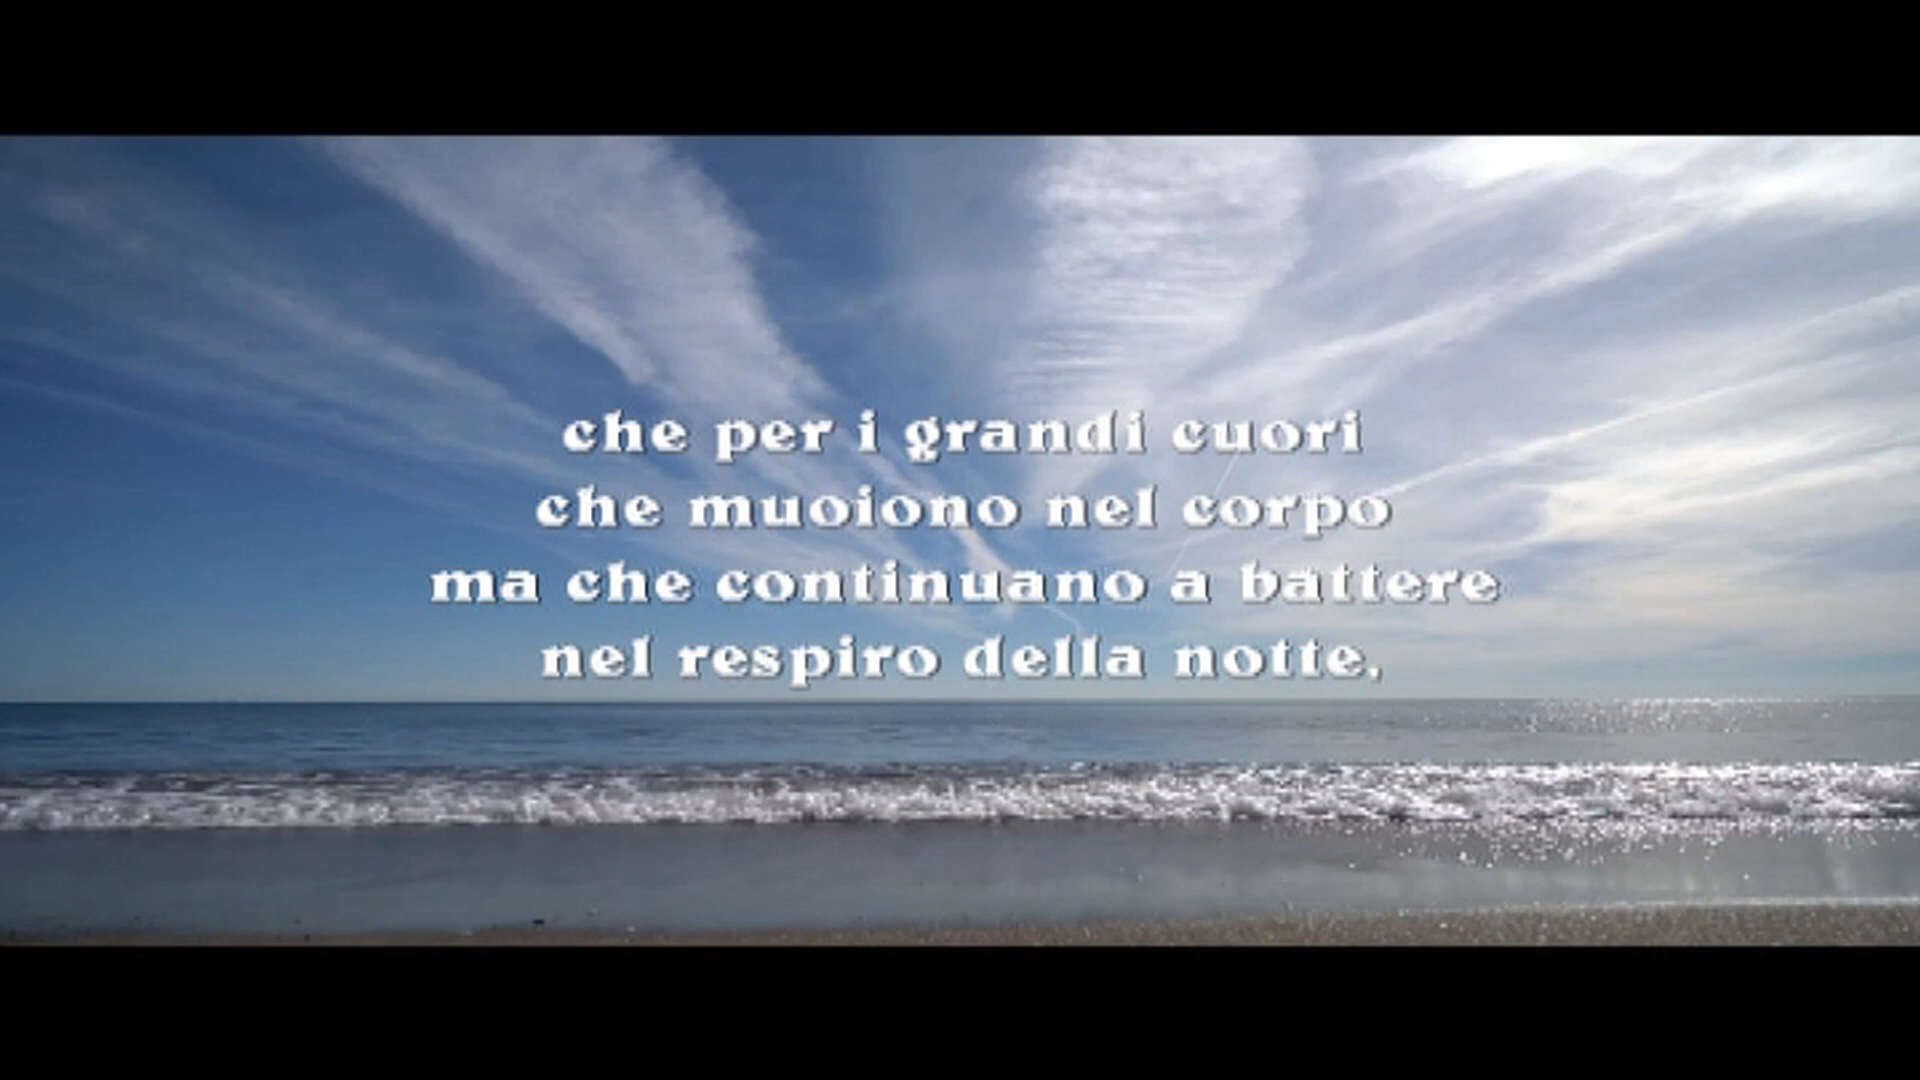 che per i grandi cuori
che muoiono nel corpo
ma che continuano a battere
nel respiro della notte,